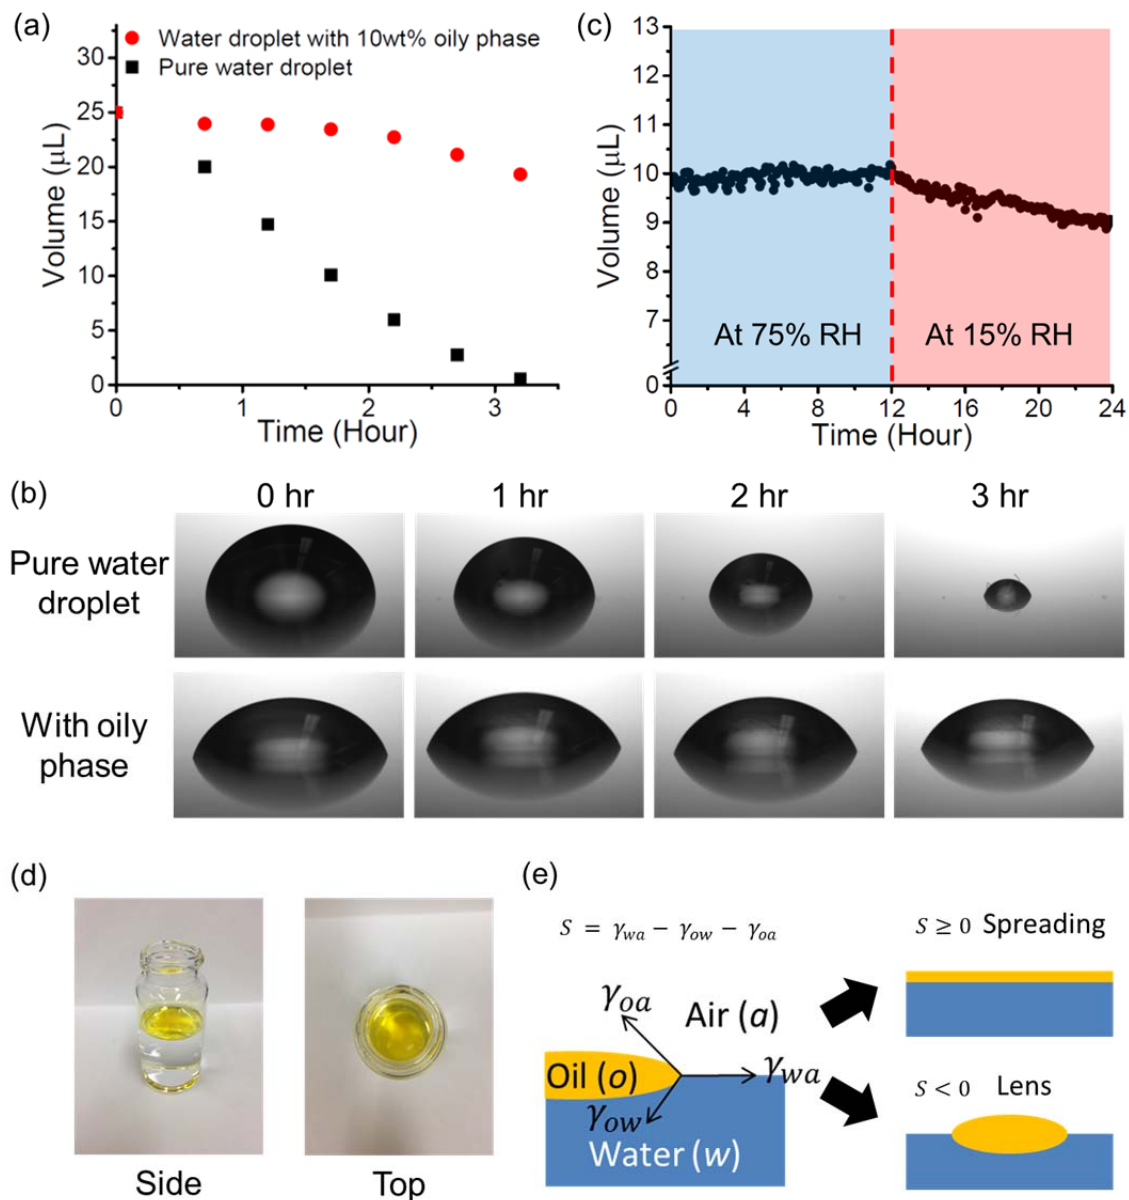 (a)
Water droplet with 10wt% oily phase
Pure water droplet
Volume (μL)
30
25
20
15
10
5
0
0 1 2 3
Time (Hour)
(c)
Volume (μL)
13
12
11
10
9
8
7
0
At 75% RH
At 15% RH
0 4 8 12 16 20 24
Time (Hour)
(b)
0 hr 1 hr 2 hr 3 hr
Pure water
droplet
With oily
phase
(d)
Side
Top
(e)
S = γwa − γow − γoa
γoa
Air (a)
Oil (o)
γwa
γow
Water (w)
S ≥ 0 Spreading
S < 0 Lens